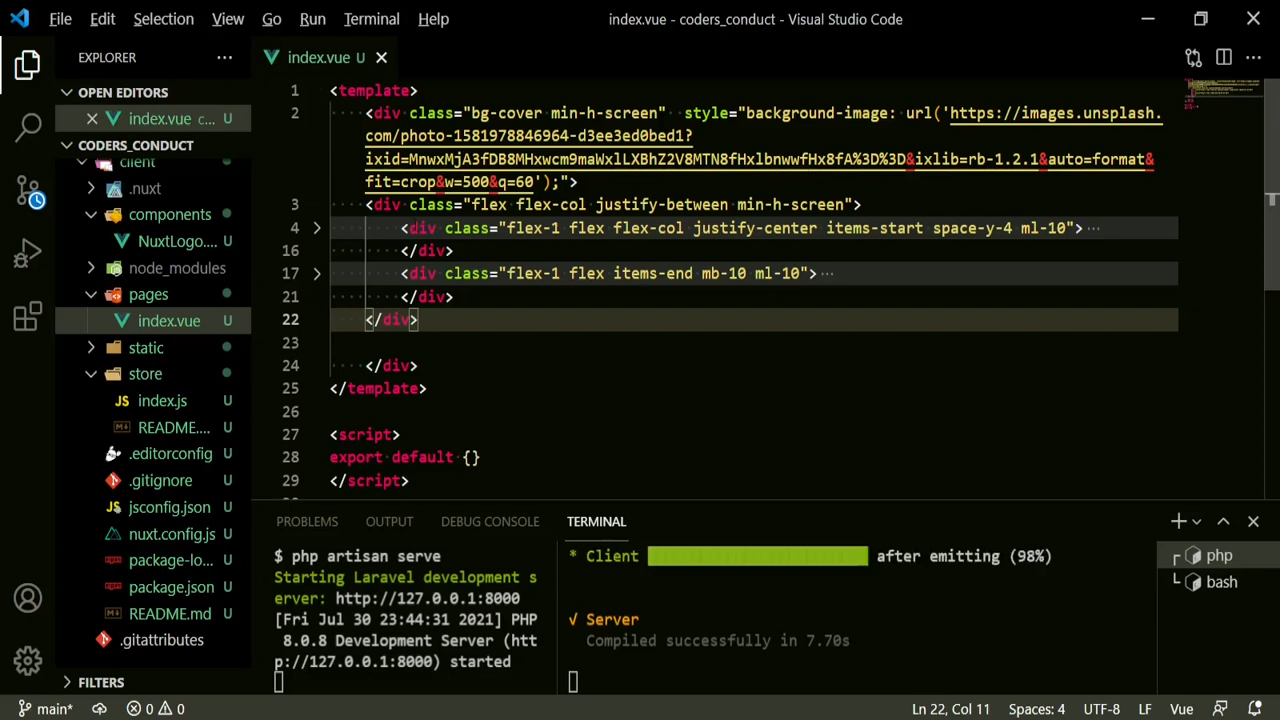 File Edit Selection View Go Run Terminal Help index.vue - coders_conduct - Visual Studio Code
EXPLORER ···
OPEN EDITORS
index.vue c...
CODERS_CONDUCT
client
.nuxt
components
NuxtLogo.... U
node_modules
pages
index.vue U
static
store
index.js U
README.... U
.editorconfig U
.gitignore U
jsconfig.json U
nuxt.config.js U
package-lo... U
package.json U
README.md U
.gitattributes
FILTERS
index.vue U
1 <template>
2 <div class="bg-cover min-h-screen" style="background-image: url('https://images.unsplash.
com/photo-1581978846964-d3ee3ed0bed1?
ixid=MnwxMjA3fDB8MHxwcm9maWxlLXBhZ2V8MTN8fHxlbnwwfHx8fA%3D%3D&ixlib=rb-1.2.1&auto=format&
fit=crop&w=500&q=60');">
3 <div class="flex flex-col justify-between min-h-screen">
4 <div class="flex-1 flex flex-col justify-center items-start space-y-4 ml-10">···
16 </div>
17 <div class="flex-1 flex items-end mb-10 ml-10">···
21 </div>
22 </div>
23
24 </div>
25 </template>
26
27 <script>
28 export default {}
29 </script>
PROBLEMS OUTPUT DEBUG CONSOLE TERMINAL
$ php artisan serve
Starting Laravel development s
erver: http://127.0.0.1:8000
[Fri Jul 30 23:44:31 2021] PHP
8.0.8 Development Server (htt
p://127.0.0.1:8000) started
* Client after emitting (98%)
√ Server
Compiled successfully in 7.70s
php
bash
main* 0 0 Ln 22, Col 11 Spaces: 4 UTF-8 LF Vue